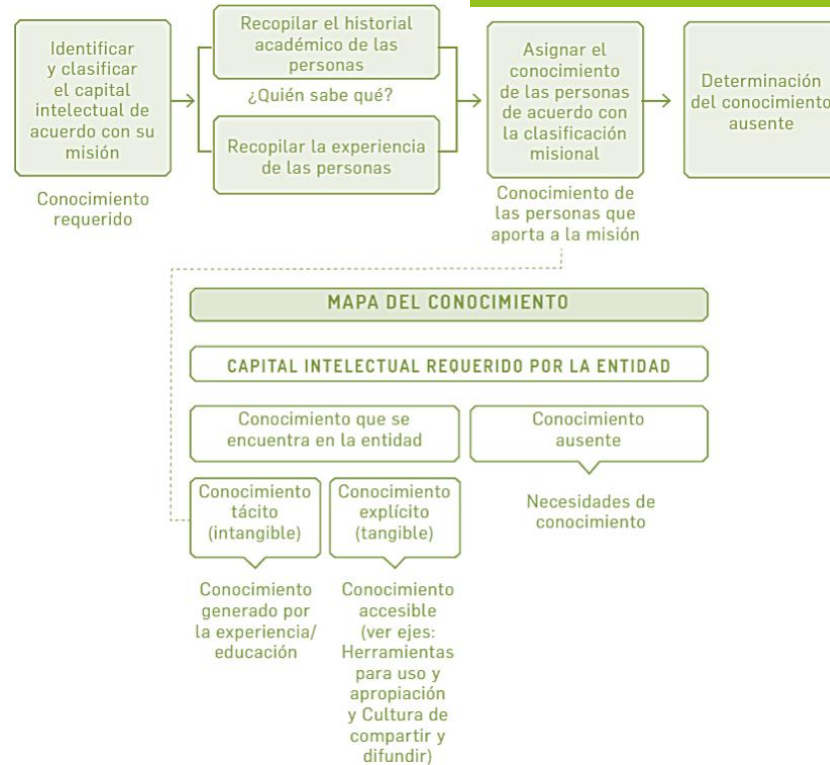 Identificar
y clasificar
el capital
intelectual de
acuerdo con su
misión
Conocimiento
requerido
Recopilar el historial
académico de las
personas
¿Quién sabe qué?
Recopilar la experiencia
de las personas
Asignar el
conocimiento
de las personas
de acuerdo con
la clasificación
misional
Conocimiento de
las personas que
aporta a la misión
Determinación
del conocimiento
ausente
MAPA DEL CONOCIMIENTO
CAPITAL INTELECTUAL REQUERIDO POR LA ENTIDAD
Conocimiento que se
encuentra en la entidad
Conocimiento
ausente
Necesidades de
conocimiento
Conocimiento
tácito
(intangible)
Conocimiento
generado por
la experiencia/
educación
Conocimiento
explícito
(tangible)
Conocimiento
accesible
(ver ejes:
Herramientas
para uso y
apropiación
y Cultura de
compartir y
difundir)